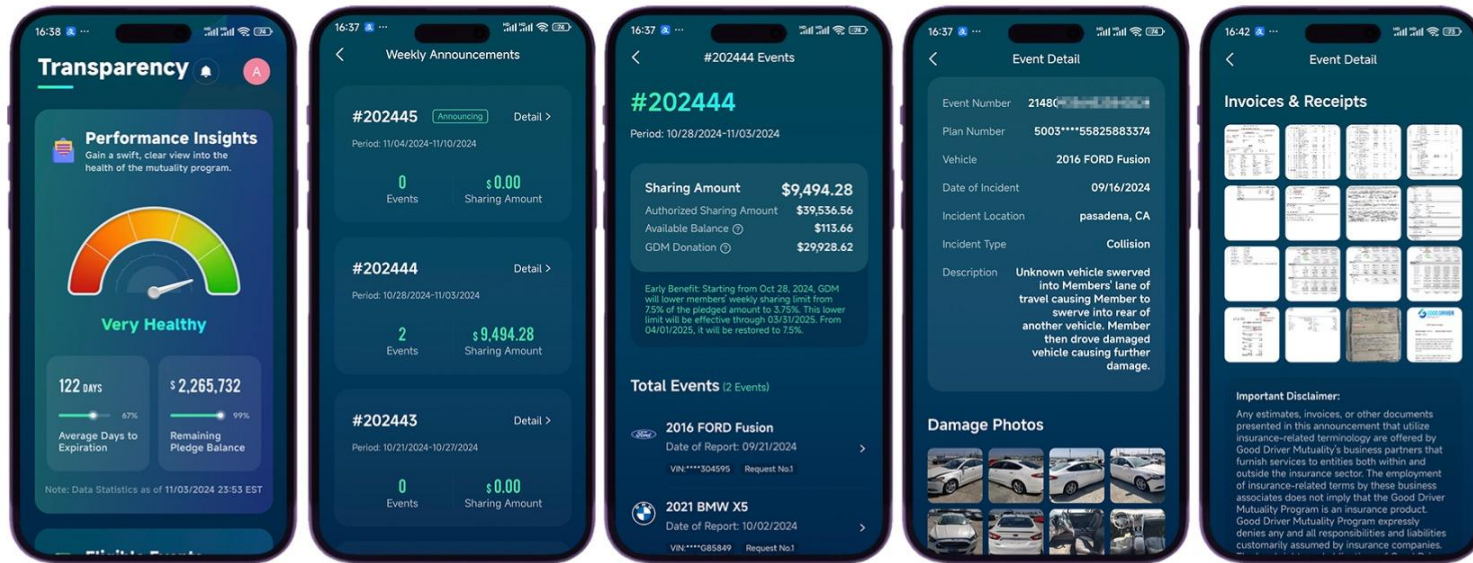 16:38
Transparency
A
Performance Insights
Gain a swift, clear view into the
health of the mutuality program.
Very Healthy
122 DAYS
67%
Average Days to
Expiration
$ 2,265,732
99%
Remaining
Pledge Balance
Note: Data Statistics as of 11/03/2024 23:53 EST
16:37
Weekly Announcements
#202445 Announcing Detail >
Period: 11/04/2024-11/10/2024
0 $ 0.00
Events Sharing Amount
#202444 Detail >
Period: 10/28/2024-11/03/2024
2 $ 9,494.28
Events Sharing Amount
#202443 Detail >
Period: 10/21/2024-10/27/2024
0 $ 0.00
Events Sharing Amount
16:37
#202444 Events
#202444
Period: 10/28/2024-11/03/2024
Sharing Amount $9,494.28
Authorized Sharing Amount $39,536.56
Available Balance $113.66
GDM Donation $29,928.62
Early Benefit: Starting from Oct 28, 2024, GDM
will lower members' weekly sharing limit from
7.5% of the pledged amount to 3.75%. This lower
limit will be effective through 03/31/2025. From
04/01/2025, it will be restored to 7.5%.
Total Events (2 Events)
2016 FORD Fusion
Date of Report: 09/21/2024
VIN:****304595 Request No.1
2021 BMW X5
Date of Report: 10/02/2024
VIN:****G85849 Request No.1
16:37
Event Detail
Event Number 2148
Plan Number 5003****55825883374
Vehicle 2016 FORD Fusion
Date of Incident 09/16/2024
Incident Location pasadena, CA
Incident Type Collision
Description Unknown vehicle swerved
into Members' lane of
travel causing Member to
swerve into rear of
another vehicle. Member
then drove damaged
vehicle causing further
damage.
Damage Photos
16:42
Event Detail
Invoices & Receipts
GOOD DRIVER
Important Disclaimer:
Any estimates, invoices, or other documents
presented in this announcement that utilize
insurance-related terminology are offered by
Good Driver Mutuality's business partners that
furnish services to entities both within and
outside the insurance sector. The employment
of insurance-related terms by these business
associates does not imply that the Good Driver
Mutuality Program is an insurance product.
Good Driver Mutuality Program expressly
denies any and all responsibilities and liabilities
customarily assumed by insurance companies.